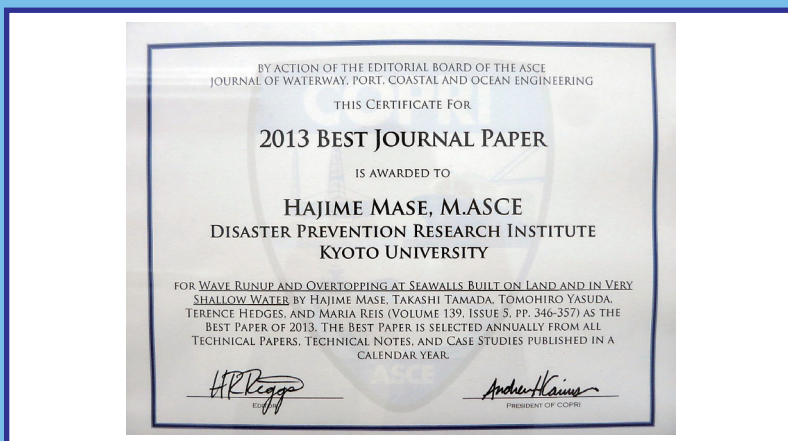 BY ACTION OF THE EDITORIAL BOARD OF THE ASCE
JOURNAL OF WATERWAY, PORT, COASTAL AND OCEAN ENGINEERING
THIS CERTIFICATE FOR
2013 BEST JOURNAL PAPER
IS AWARDED TO
HAJIME MASE, M.ASCE
DISASTER PREVENTION RESEARCH INSTITUTE
KYOTO UNIVERSITY
FOR WAVE RUNUP AND OVERTOPPING AT SEAWALLS BUILT ON LAND AND IN VERY
SHALLOW WATER BY HAJIME MASE, TAKASHI TAMADA, TOMOHIRO YASUDA,
TERENCE HEDGES, AND MARIA REIS (VOLUME 139, ISSUE 5, PP. 346-357) AS THE
BEST PAPER OF 2013. THE BEST PAPER IS SELECTED ANNUALLY FROM ALL
TECHNICAL PAPERS, TECHNICAL NOTES, AND CASE STUDIES PUBLISHED IN A
CALENDAR YEAR.
EDITOR
PRESIDENT OF COPRI
COPRI
ASCE